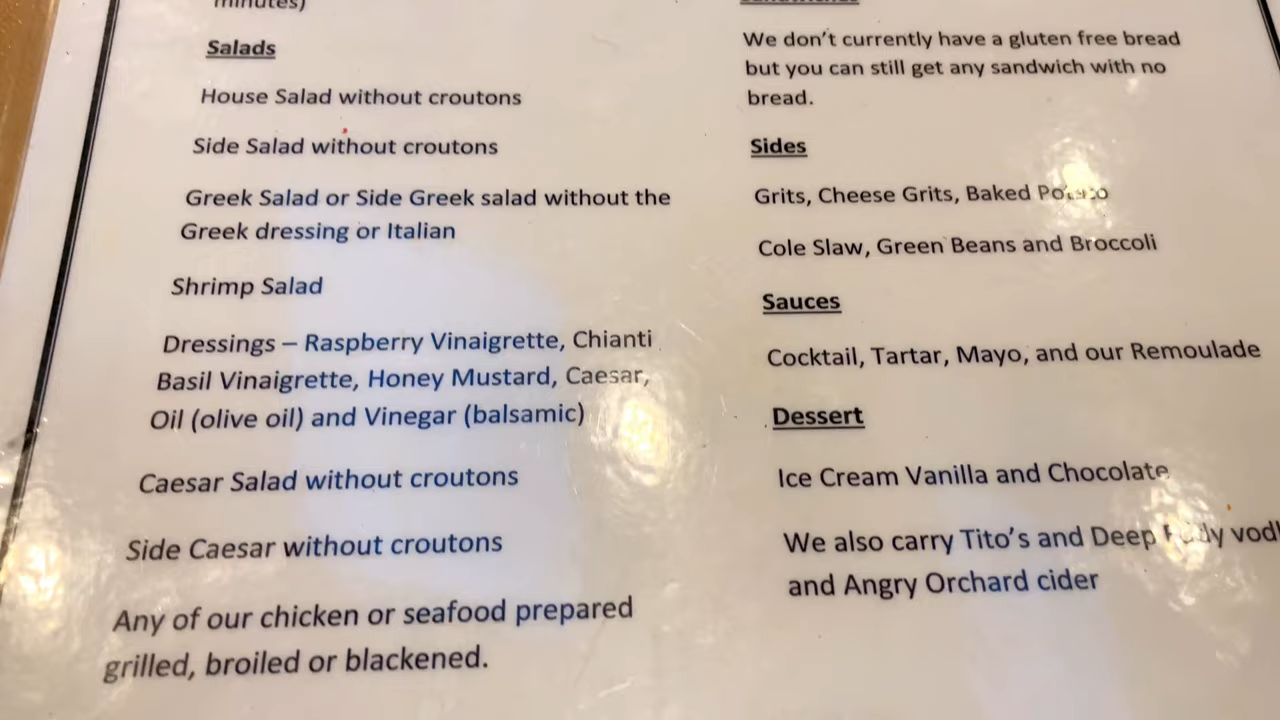 minutes)
Salads
House Salad without croutons
Side Salad without croutons
Greek Salad or Side Greek salad without the
Greek dressing or Italian
Shrimp Salad
Dressings – Raspberry Vinaigrette, Chianti
Basil Vinaigrette, Honey Mustard, Caesar,
Oil (olive oil) and Vinegar (balsamic)
Caesar Salad without croutons
Side Caesar without croutons
Any of our chicken or seafood prepared
grilled, broiled or blackened.
We don't currently have a gluten free bread
but you can still get any sandwich with no
bread.
Sides
Grits, Cheese Grits, Baked Potato
Cole Slaw, Green Beans and Broccoli
Sauces
Cocktail, Tartar, Mayo, and our Remoulade
Dessert
Ice Cream Vanilla and Chocolate
We also carry Tito's and Deep
and Angry Orchard cider